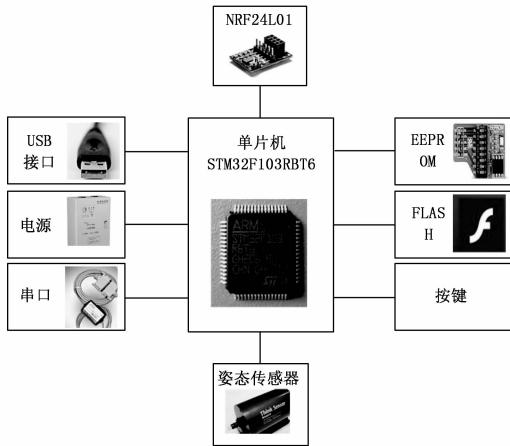 NRF24L01
USB
接口
单片机
STM32F103RBT6
EEPR
OM
电源
ARM
FLAS
H
串口
按键
姿态传感器